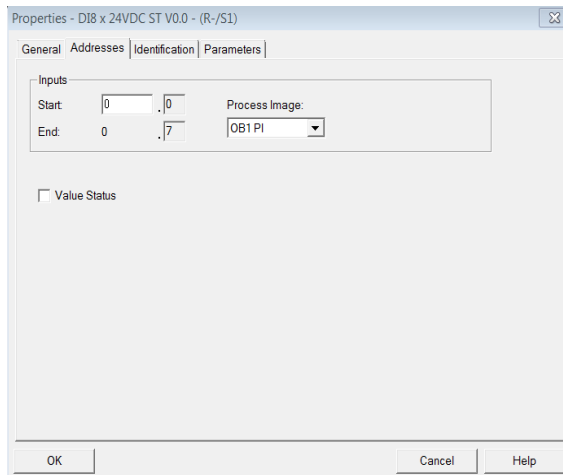 Properties - DI8 x 24VDC ST V0.0 - (R-/S1)
General Addresses Identification Parameters
Inputs
Start: 0 .0 Process Image:
End: 0 .7 OB1 PI
Value Status
OK Cancel Help